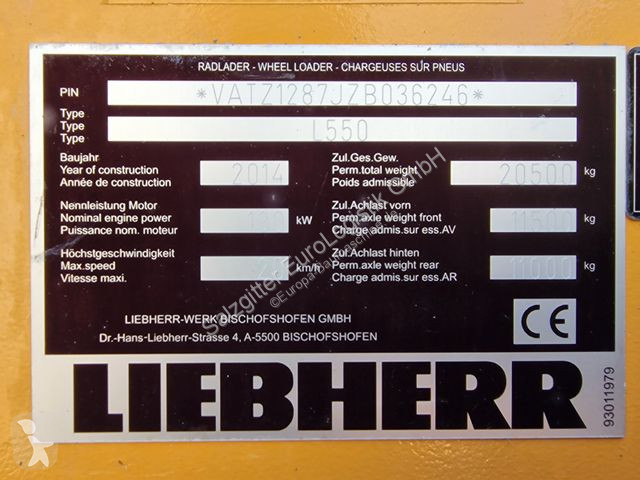 RADLADER - WHEEL LOADER - CHARGEUSES SUR PNEUS
PIN *VATZ1287JZB036246*
Type
Type L550
Type
Baujahr
Year of construction 2014
Année de construction
Zul.Ges.Gew.
Perm.total weight 20500 kg
Poids admissible
Nennleistung Motor
Nominal engine power kW
Puissance nom. moteur
Zul.Achlast vorn
Perm.axle weight front 11500 kg
Charge admis.sur ess.AV
Höchstgeschwindigkeit
Max.speed km/h
Vitesse maxi.
Zul.Achlast hinten
Perm.axle weight rear 11000 kg
Charge admis.sur ess.AR
LIEBHERR-WERK BISCHOFSHOFEN GMBH
Dr.-Hans-Liebherr-Strasse 4, A-5500 BISCHOFSHOFEN
CE
LIEBHERR
93011979
Salzgitter EuroLogistik GmbH